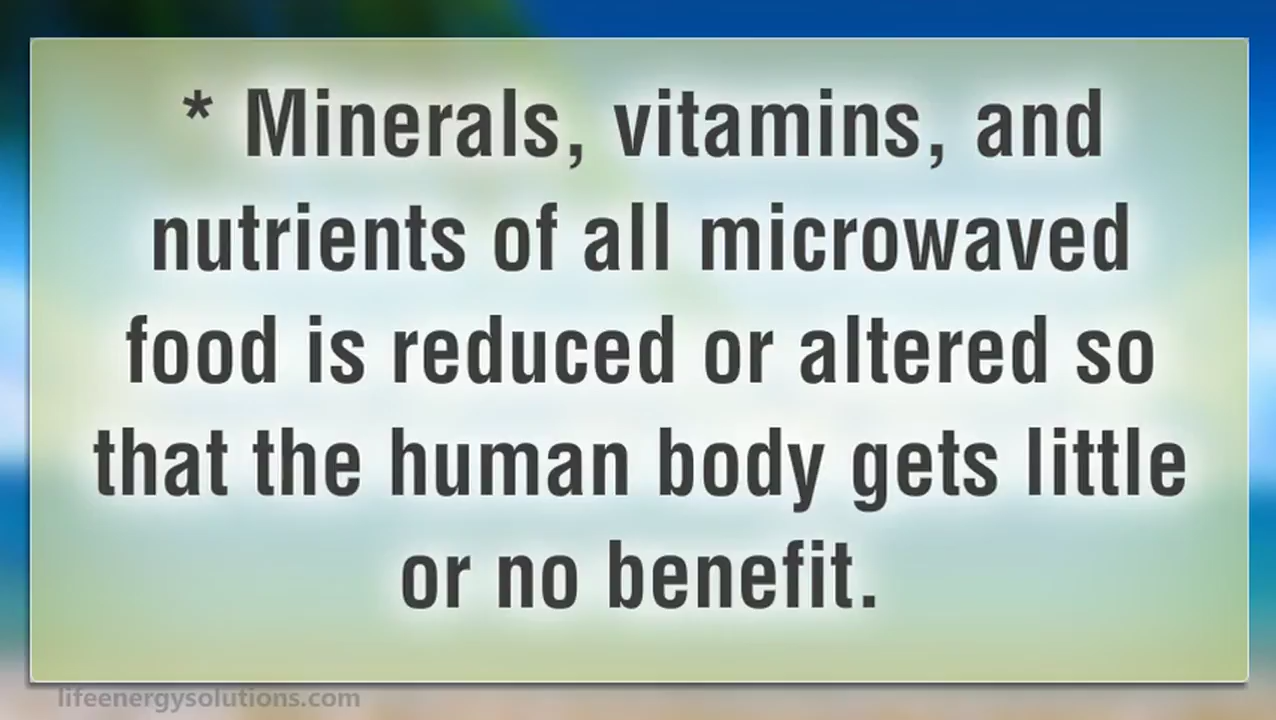 * Minerals, vitamins, and
nutrients of all microwaved
food is reduced or altered so
that the human body gets little
or no benefit.
lifeenergysolutions.com